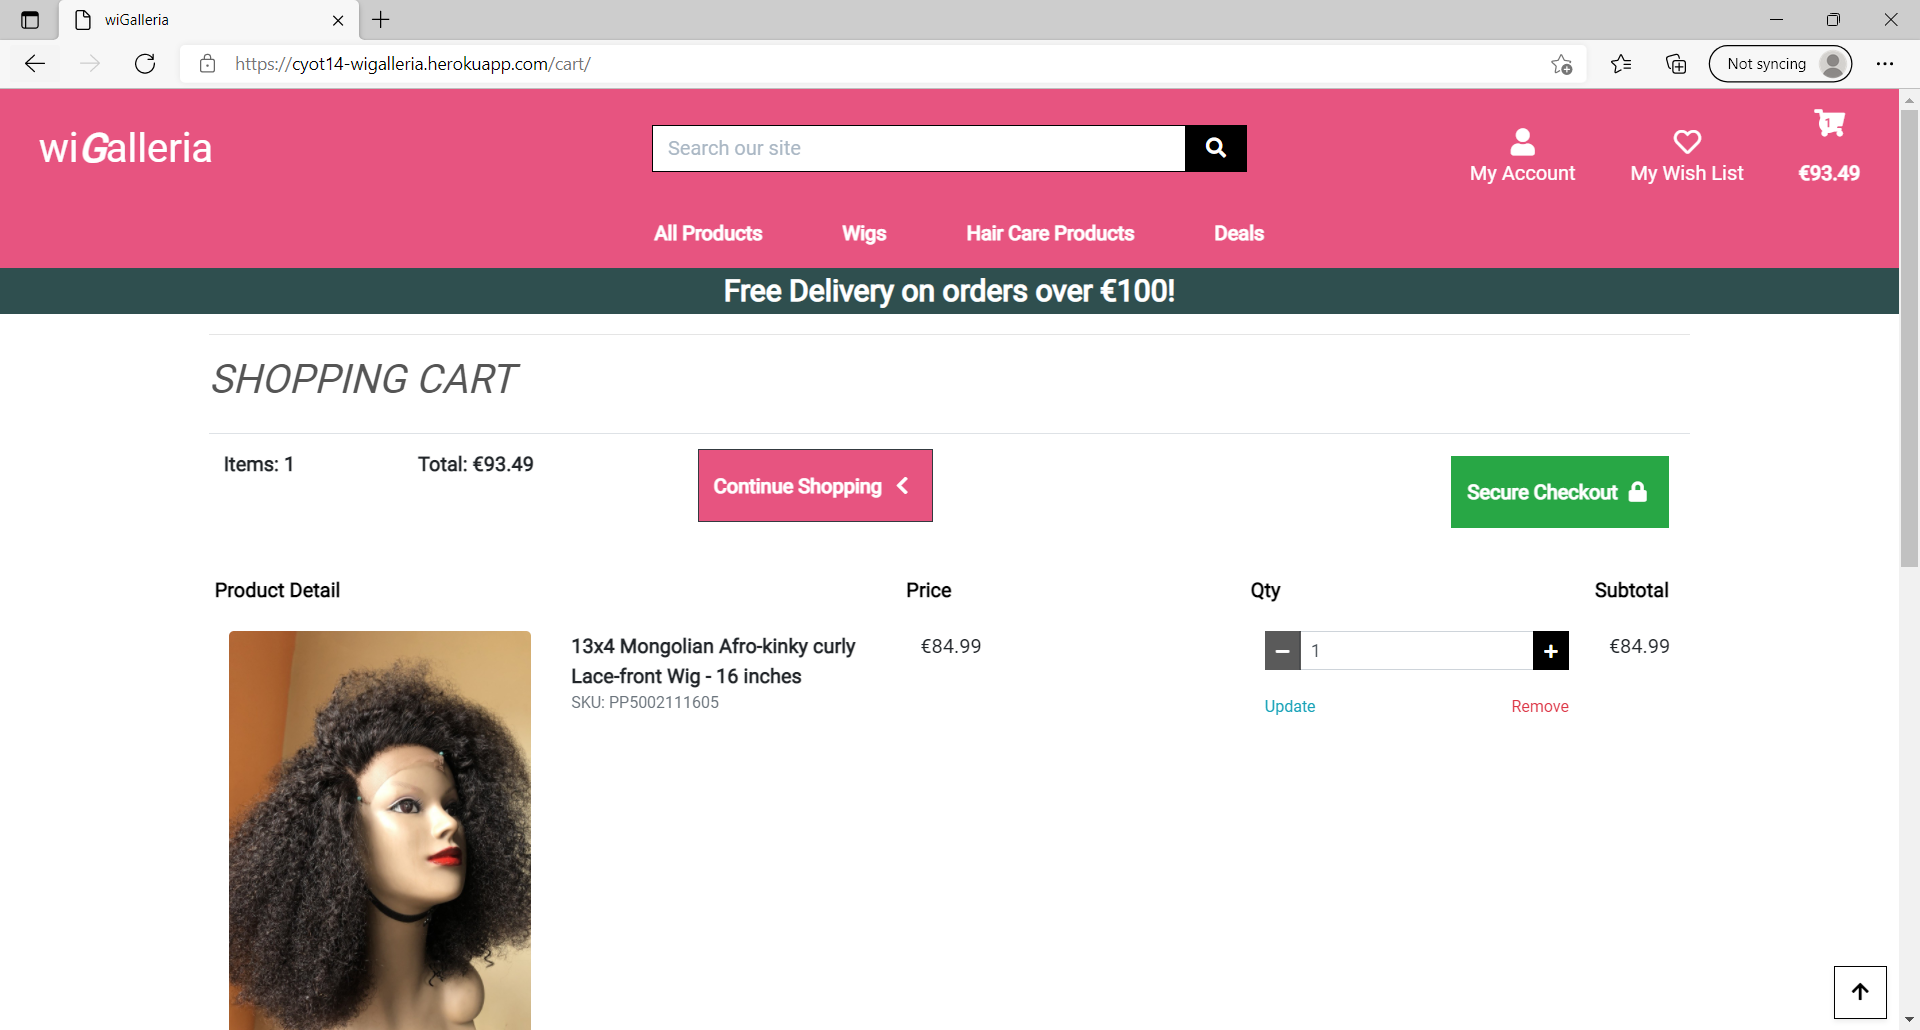 wiGalleria
Not syncing
https://cyot14-wigalleria.herokuapp.com/cart/
wiGalleria
Search our site
1
My Account
My Wish List
€93.49
All Products
Wigs
Hair Care Products
Deals
Free Delivery on orders over €100!
SHOPPING CART
Items: 1
Total: €93.49
Continue Shopping
Secure Checkout
Product Detail
Price
Qty
Subtotal
13x4 Mongolian Afro-kinky curly
Lace-front Wig - 16 inches
SKU: PP5002111605
€84.99
1
€84.99
Update
Remove